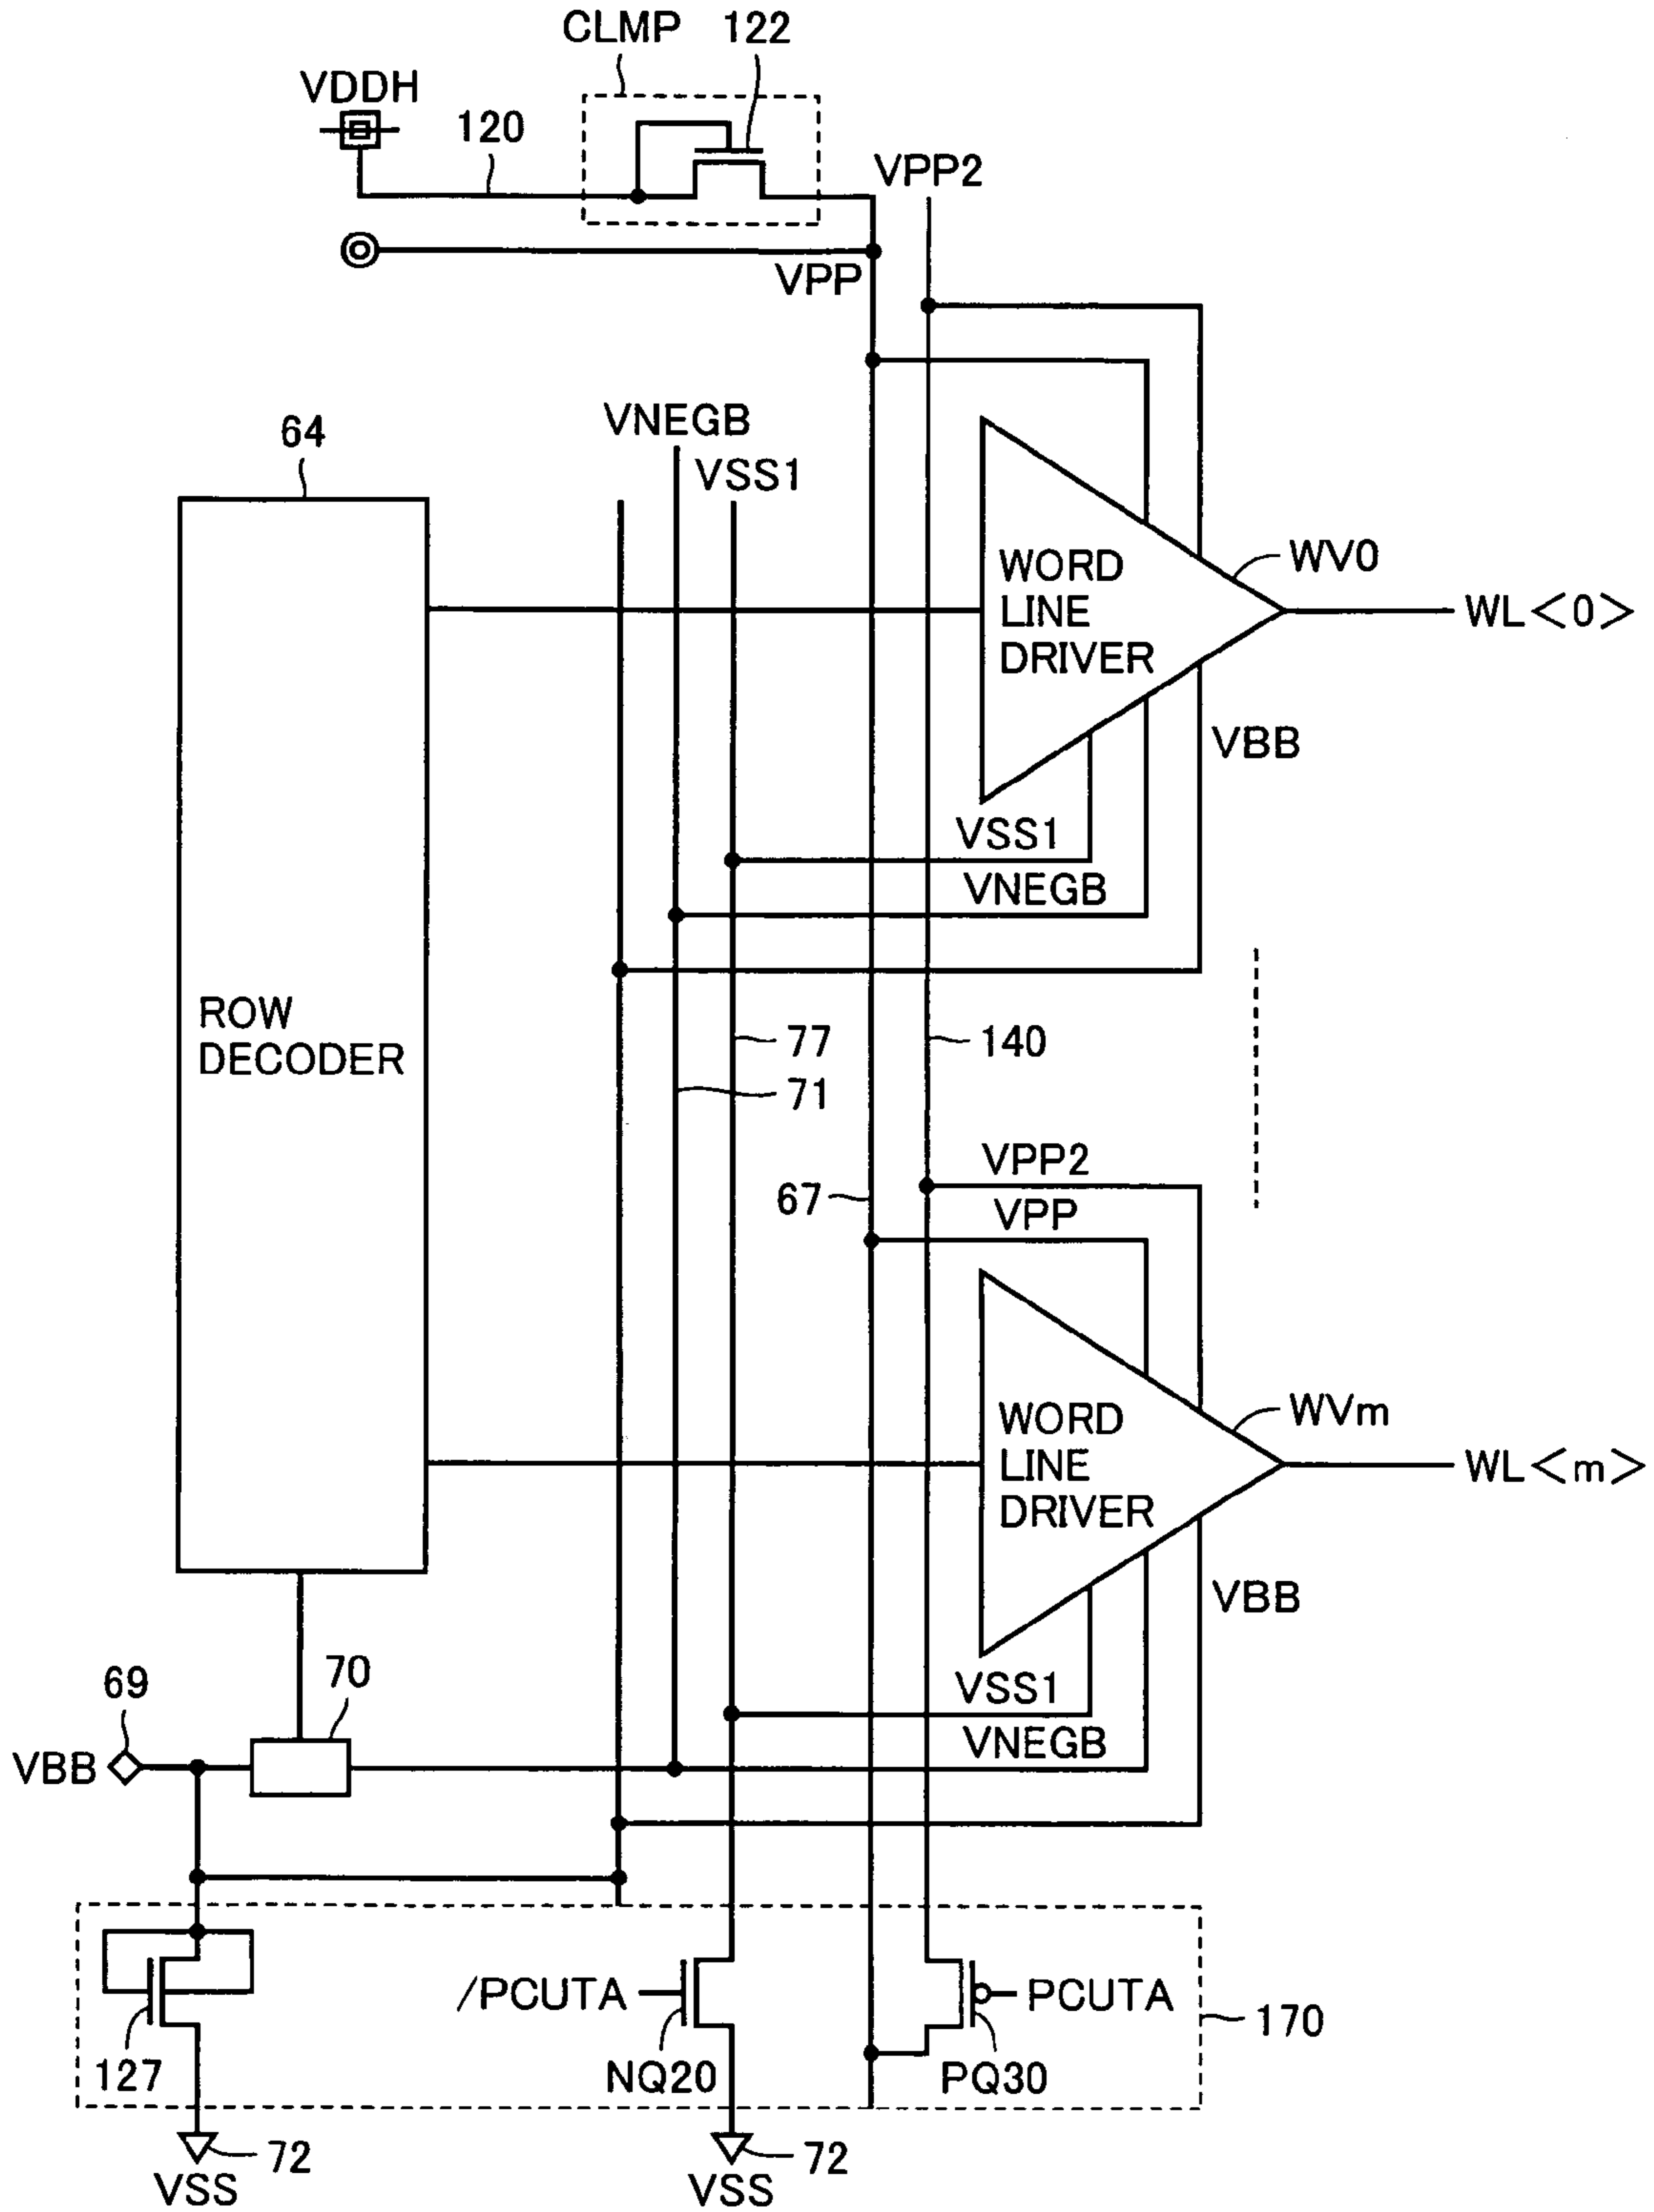 CLMP 122
VDDH
120
VPP2
VPP
VNEGB
64
VSS1
WORD
LINE
DRIVER
WV0
WL<0>
VBB
VSS1
VNEGB
ROW
DECODER
77
140
71
VPP2
67
VPP
WORD
LINE
DRIVER
WVm
WL<m>
VBB
70
69
VSS1
VNEGB
VBB
/PCUTA
PCUTA
170
127
NQ20
PQ30
72
72
VSS
VSS